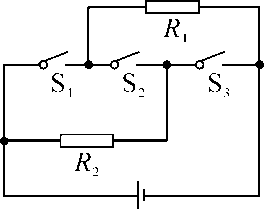 R₁
S₁ S₂ S₃
R₂